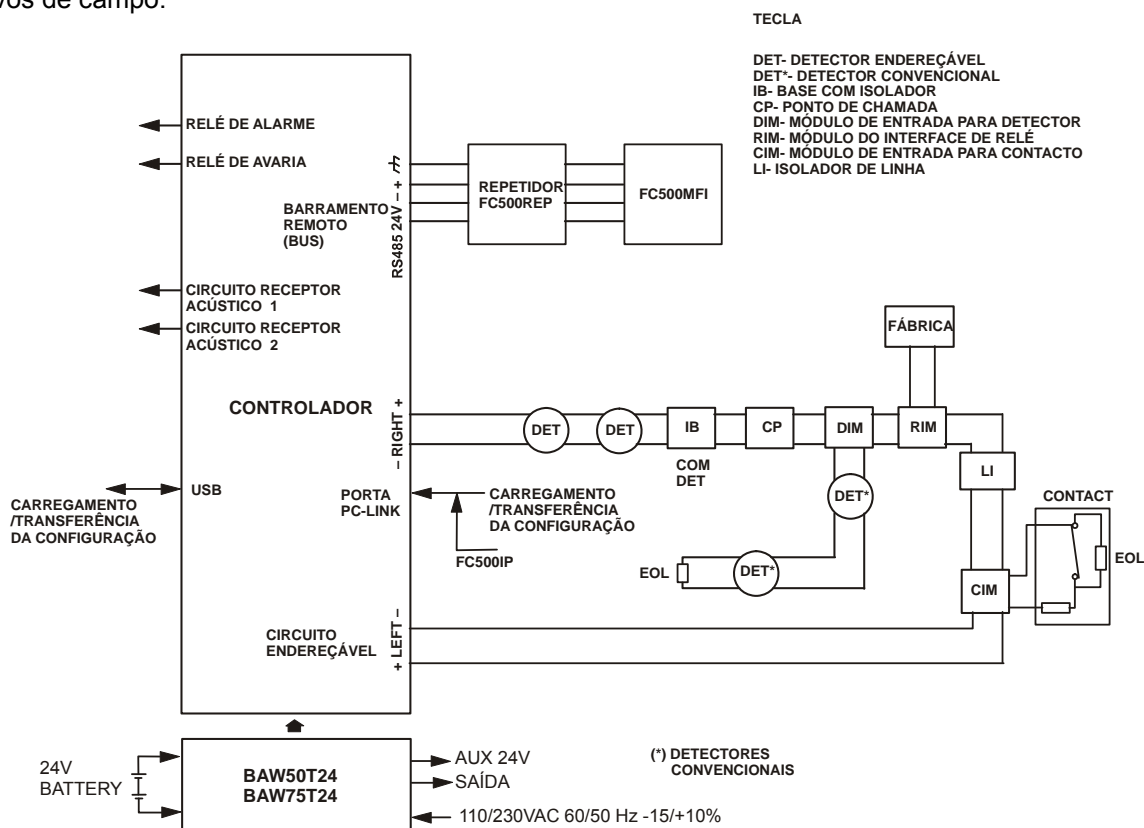 vos de campo.
TECLA
DET- DETECTOR ENDEREÇÁVEL
DET*- DETECTOR CONVENCIONAL
IB- BASE COM ISOLADOR
CP- PONTO DE CHAMADA
DIM- MÓDULO DE ENTRADA PARA DETECTOR
RIM- MÓDULO DO INTERFACE DE RELÉ
CIM- MÓDULO DE ENTRADA PARA CONTACTO
LI- ISOLADOR DE LINHA
RELÉ DE ALARME
RELÉ DE AVARIA
BARRAMENTO
REMOTO
(BUS)
RS485 24V – +
REPETIDOR
FC500REP
FC500MFI
CIRCUITO RECEPTOR
ACÚSTICO 1
CIRCUITO RECEPTOR
ACÚSTICO 2
FÁBRICA
CONTROLADOR
– RIGHT +
DET
DET
IB
CP
DIM
RIM
COM
DET
LI
USB
CARREGAMENTO
/TRANSFERÊNCIA
DA CONFIGURAÇÃO
PORTA
PC-LINK
CARREGAMENTO
/TRANSFERÊNCIA
DA CONFIGURAÇÃO
FC500IP
DET*
CONTACT
EOL
EOL
DET*
CIM
CIRCUITO
ENDEREÇÁVEL
+ LEFT –
24V
BATTERY
BAW50T24
BAW75T24
AUX 24V
SAÍDA
110/230VAC 60/50 Hz -15/+10%
(*) DETECTORES
CONVENCIONAIS